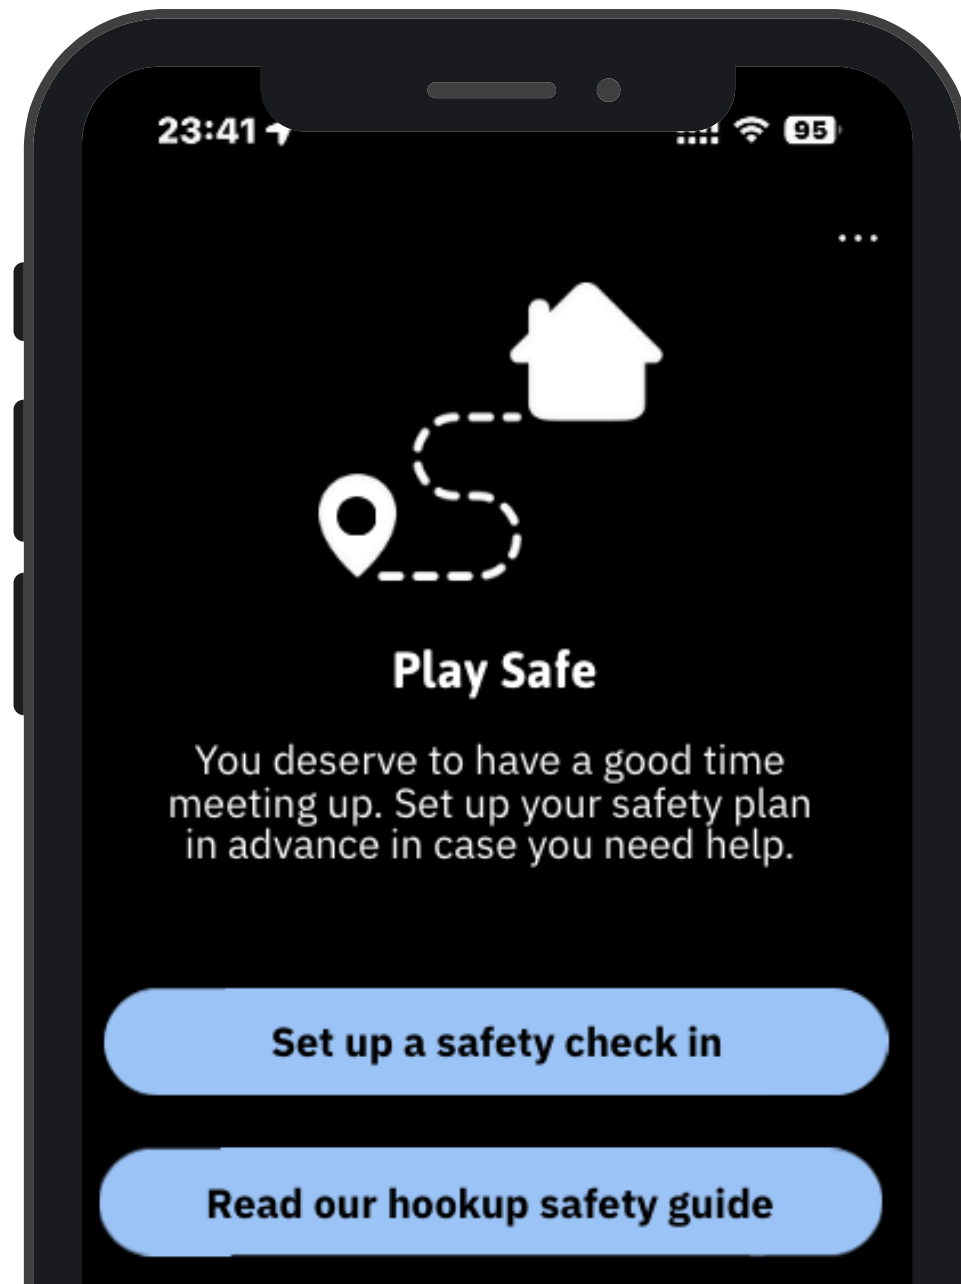 23:41
95
...
Play Safe
You deserve to have a good time
meeting up. Set up your safety plan
in advance in case you need help.
Set up a safety check in
Read our hookup safety guide